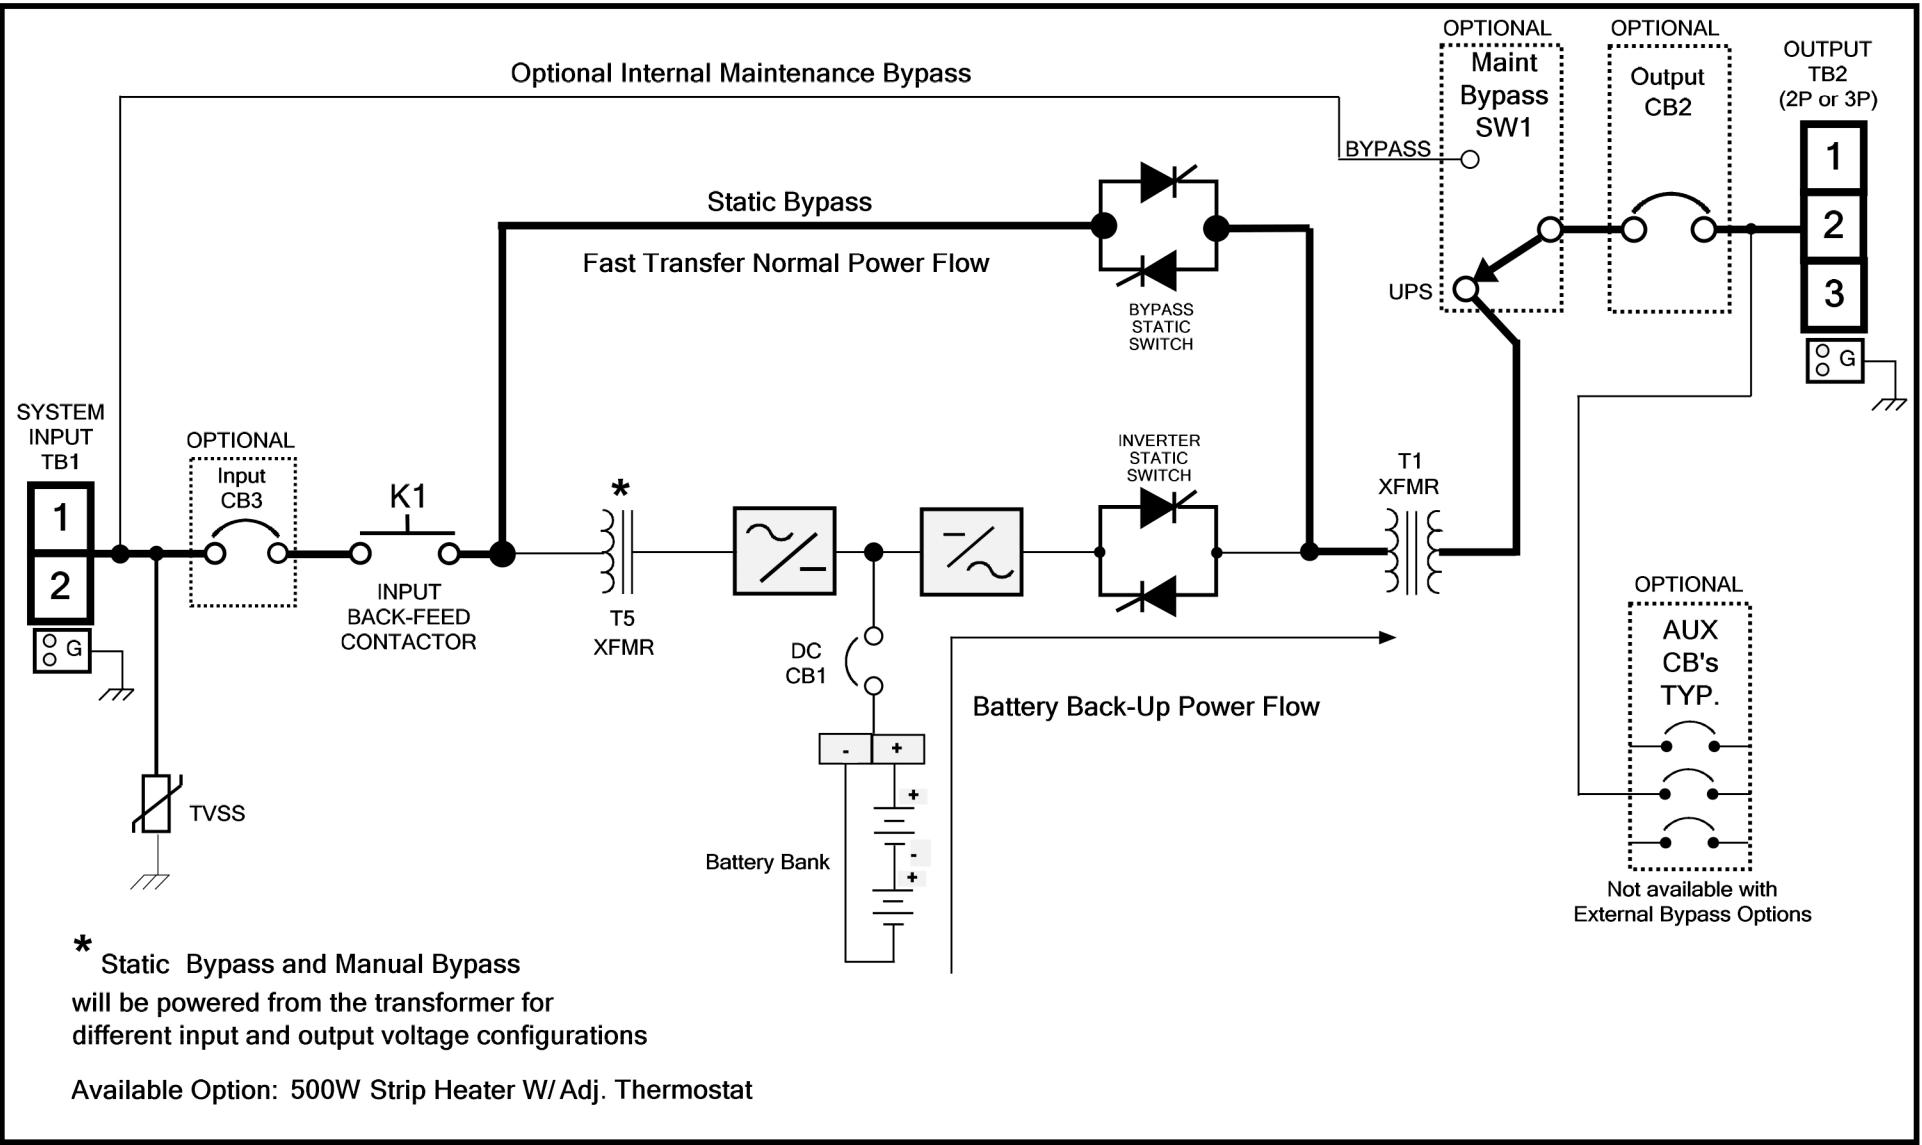 OPTIONAL
OPTIONAL
OUTPUT
TB2
(2P or 3P)
Optional Internal Maintenance Bypass
Maint
Bypass
SW1
Output
CB2
BYPASS
1
2
3
G
Static Bypass
Fast Transfer Normal Power Flow
BYPASS
STATIC
SWITCH
UPS
SYSTEM
INPUT
TB1
1
2
G
OPTIONAL
Input
CB3
K1
INPUT
BACK-FEED
CONTACTOR
*
T5
XFMR
INVERTER
STATIC
SWITCH
T1
XFMR
DC
CB1
- +
+
-
+
Battery Bank
Battery Back-Up Power Flow
TVSS
OPTIONAL
AUX
CB's
TYP.
Not available with
External Bypass Options
* Static Bypass and Manual Bypass
will be powered from the transformer for
different input and output voltage configurations
Available Option: 500W Strip Heater W/ Adj. Thermostat